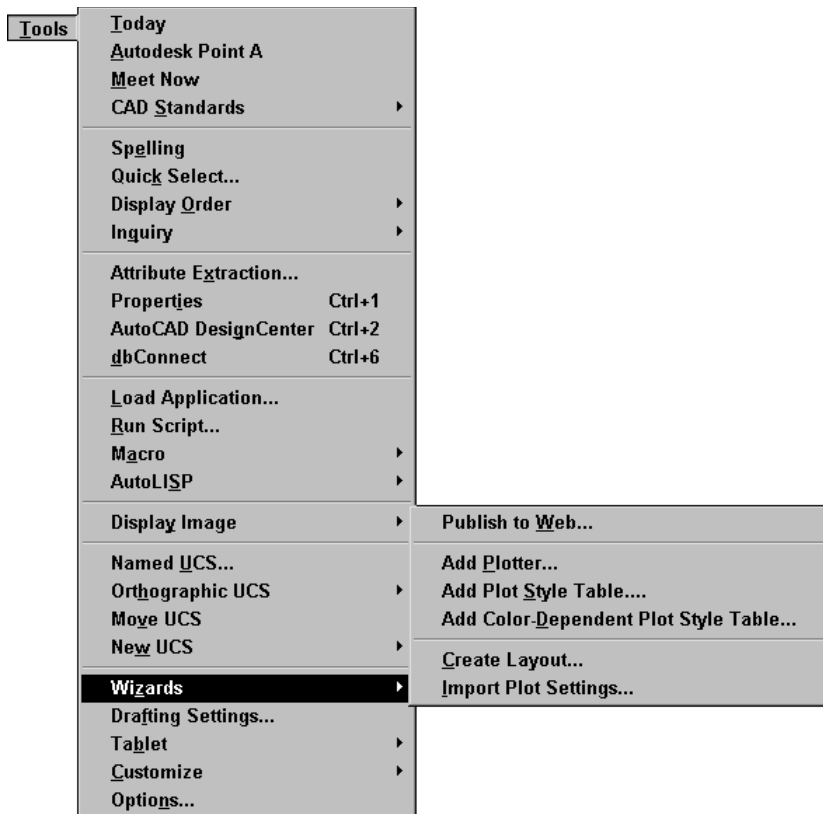 Tools
Today
Autodesk Point A
Meet Now
CAD Standards
Spelling
Quick Select...
Display Order
Inquiry
Attribute Extraction...
Properties Ctrl+1
AutoCAD DesignCenter Ctrl+2
dbConnect Ctrl+6
Load Application...
Run Script...
Macro
AutoLISP
Display Image
Named UCS...
Orthographic UCS
Move UCS
New UCS
Wizards
Drafting Settings...
Tablet
Customize
Options...
Publish to Web...
Add Plotter...
Add Plot Style Table....
Add Color-Dependent Plot Style Table...
Create Layout...
Import Plot Settings...